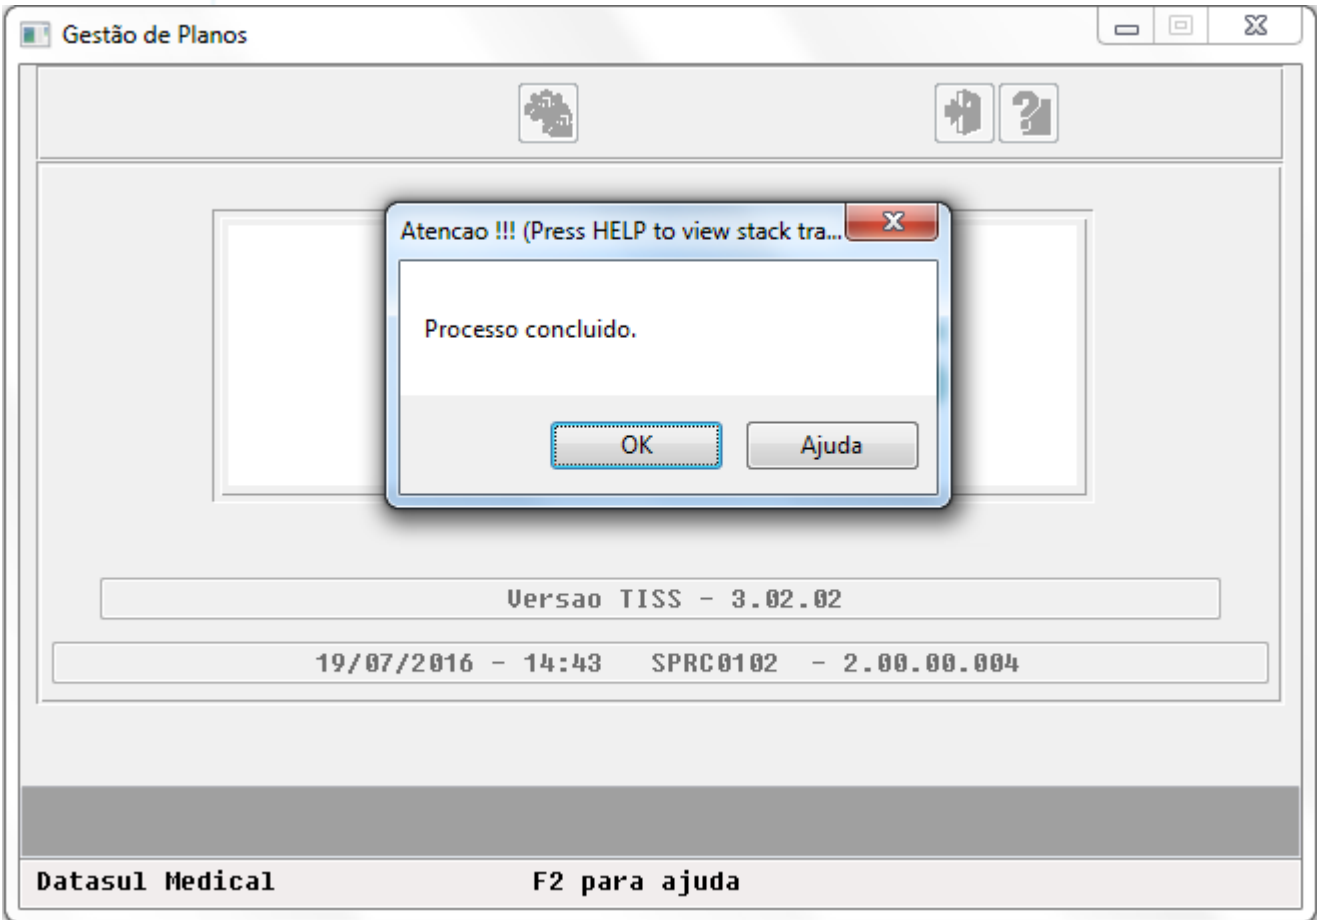 Gestão de Planos
Atencao !!! (Press HELP to view stack tra...
Processo concluido.
OK Ajuda
Versao TISS - 3.02.02
19/07/2016 - 14:43 SPRC0102 - 2.00.00.004
Datasul Medical F2 para ajuda